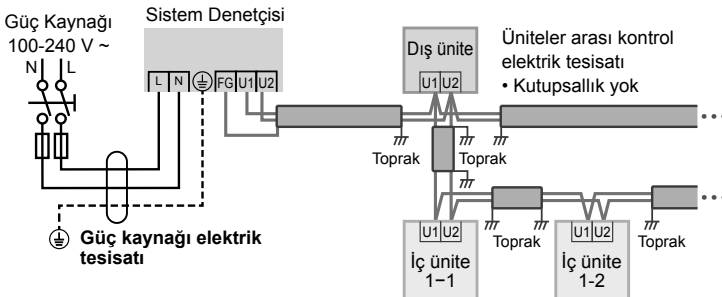 Güç Kaynağı
100-240 V ~
N L
Sistem Denetçisi
L N FG U1 U2
Dış ünite
U1 U2
Üniteler arası kontrol
elektrik tesisatı
• Kutupsallık yok
Toprak
Toprak
Güç kaynağı elektrik
tesisatı
U1 U2
İç ünite
1−1
Toprak
U1 U2
İç ünite
1-2
Toprak